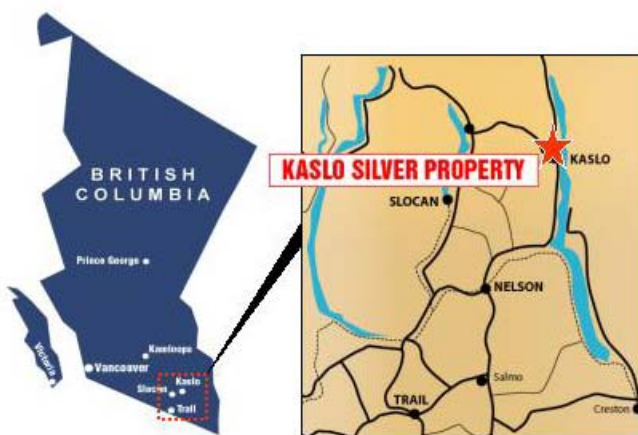 BRITISH
COLUMBIA
Prince George
Kamloops
Vancouver
Victoria
Slocan
Kaslo
Trail
KASLO SILVER PROPERTY
KASLO
SLOCAN
NELSON
Salmo
TRAIL
Creston